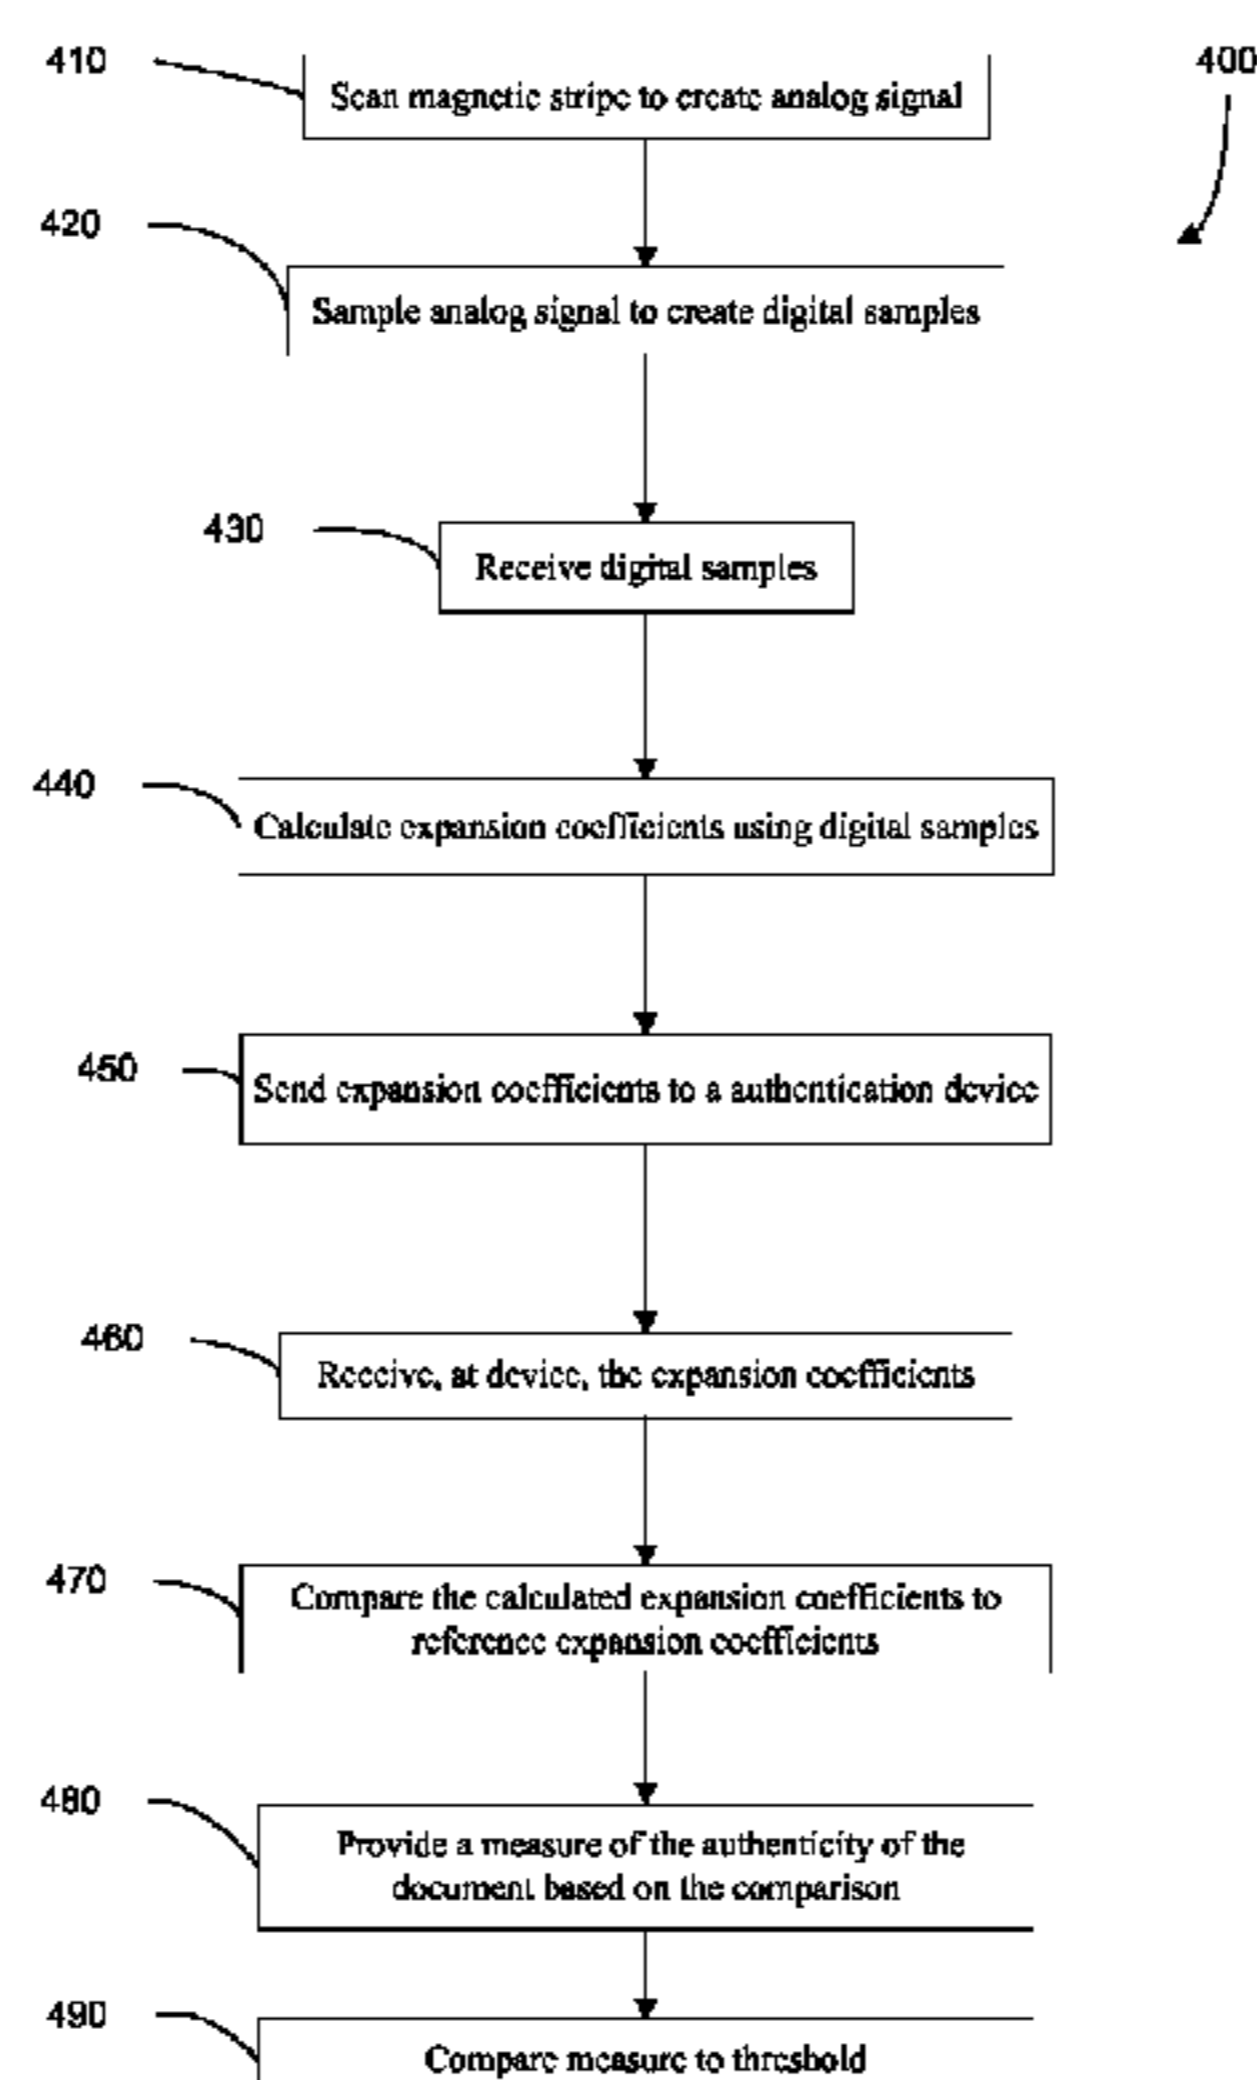 410
400
Scan magnetic stripe to create analog signal
420
Sample analog signal to create digital samples
430
Receive digital samples
440
Calculate expansion coefficients using digital samples
450
Send expansion coefficients to a authentication device
460
Receive, at device, the expansion coefficients
470
Compare the calculated expansion coefficients to
reference expansion coefficients
480
Provide a measure of the authenticity of the
document based on the comparison
490
Compare measure to threshold